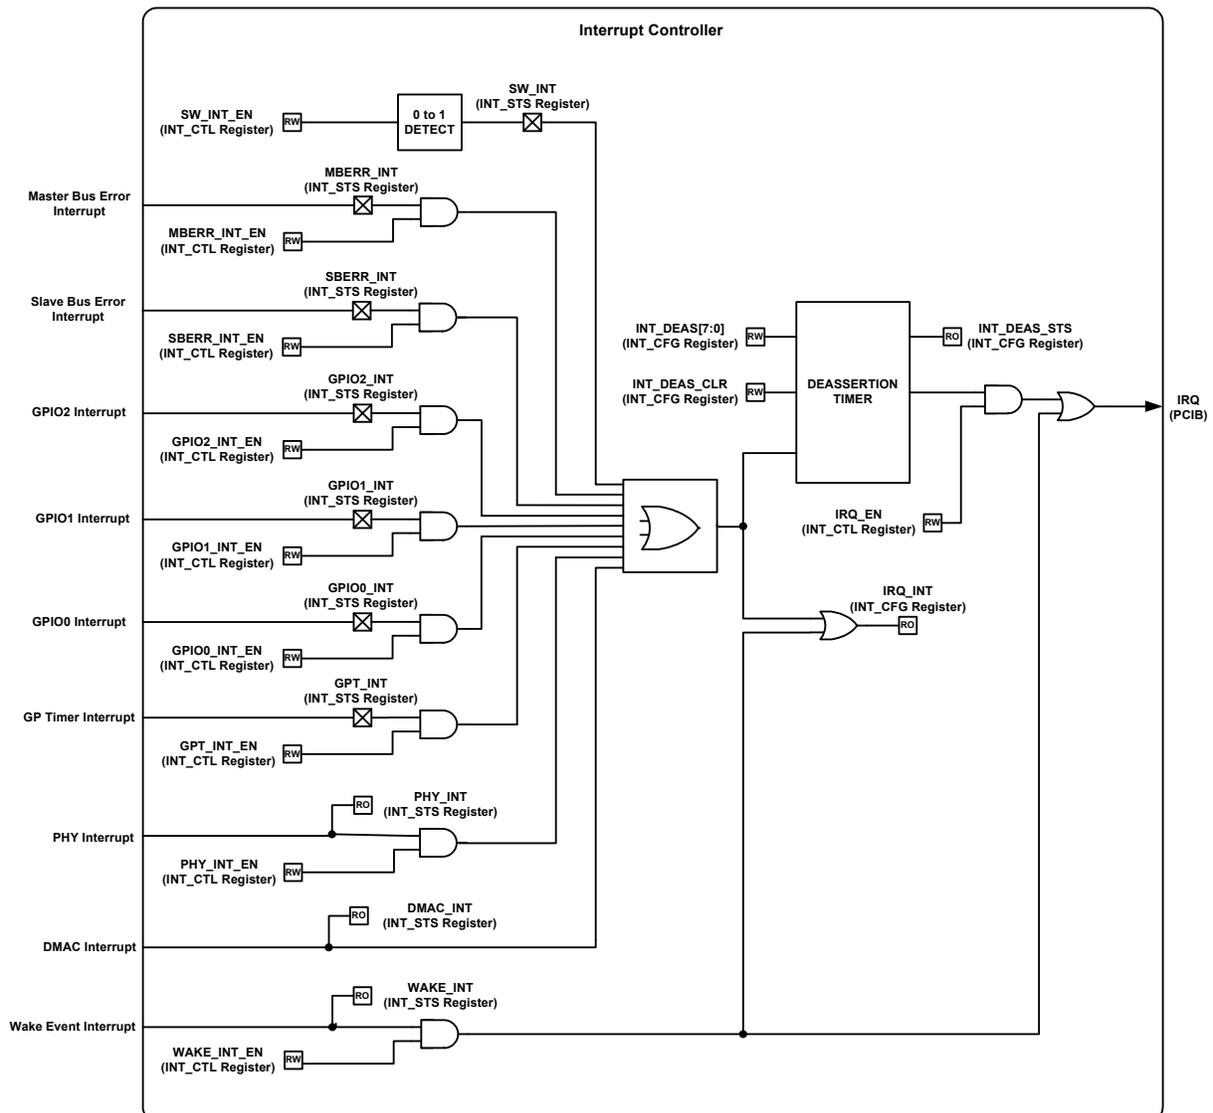 Interrupt Controller
SW_INT
(INT_STS Register)
SW_INT_EN
(INT_CTL Register)
RW
0 to 1
DETECT
MBERR_INT
(INT_STS Register)
Master Bus Error
Interrupt
MBERR_INT_EN
(INT_CTL Register)
RW
SBERR_INT
(INT_STS Register)
Slave Bus Error
Interrupt
SBERR_INT_EN
(INT_CTL Register)
RW
INT_DEAS[7:0]
(INT_CFG Register)
RW
RO
INT_DEAS_STS
(INT_CFG Register)
INT_DEAS_CLR
(INT_CFG Register)
RW
DEASSERTION
TIMER
IRQ
(PCIB)
GPIO2_INT
(INT_STS Register)
GPIO2 Interrupt
GPIO2_INT_EN
(INT_CTL Register)
RW
GPIO1_INT
(INT_STS Register)
GPIO1 Interrupt
GPIO1_INT_EN
(INT_CTL Register)
RW
IRQ_EN
(INT_CTL Register)
RW
GPIO0_INT
(INT_STS Register)
GPIO0 Interrupt
GPIO0_INT_EN
(INT_CTL Register)
RW
IRQ_INT
(INT_CFG Register)
RO
GPT_INT
(INT_STS Register)
GP Timer Interrupt
GPT_INT_EN
(INT_CTL Register)
RW
RO
PHY_INT
(INT_STS Register)
PHY Interrupt
PHY_INT_EN
(INT_CTL Register)
RW
RO
DMAC_INT
(INT_STS Register)
DMAC Interrupt
RO
WAKE_INT
(INT_STS Register)
Wake Event Interrupt
WAKE_INT_EN
(INT_CTL Register)
RW